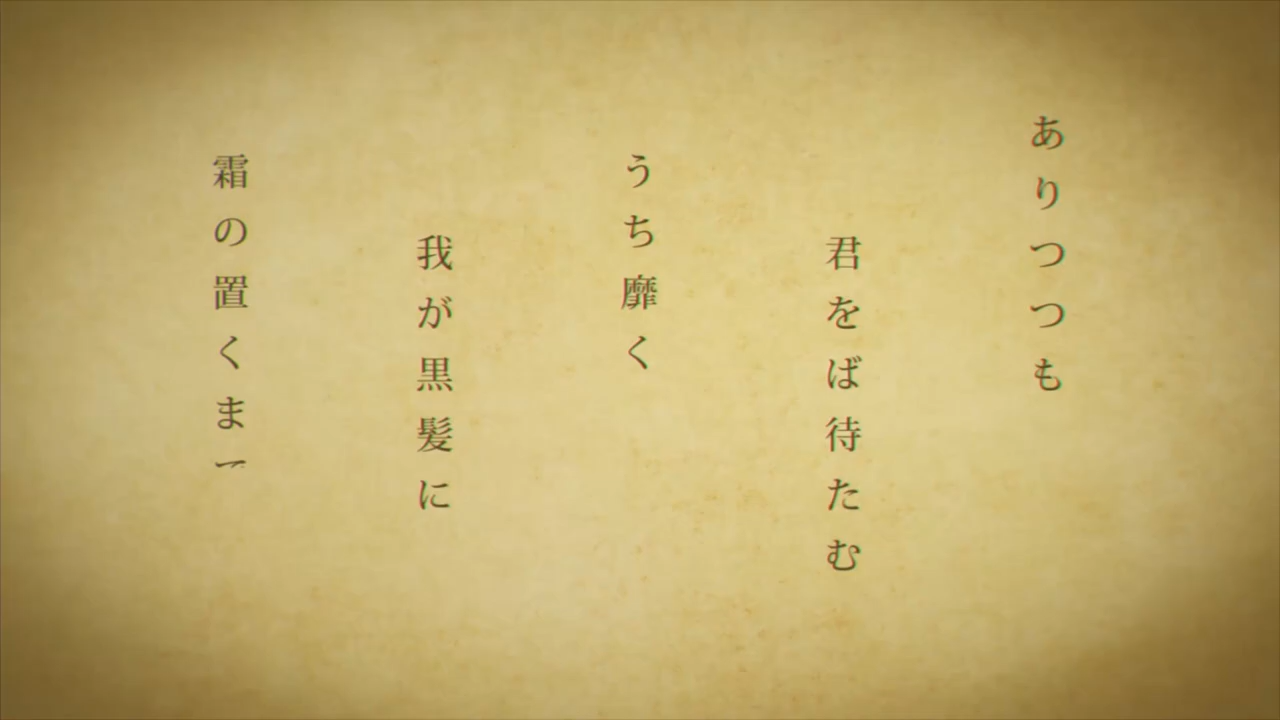 ありつつも
君をば待たむ
うち靡く
我が黒髪に
霜の置くま